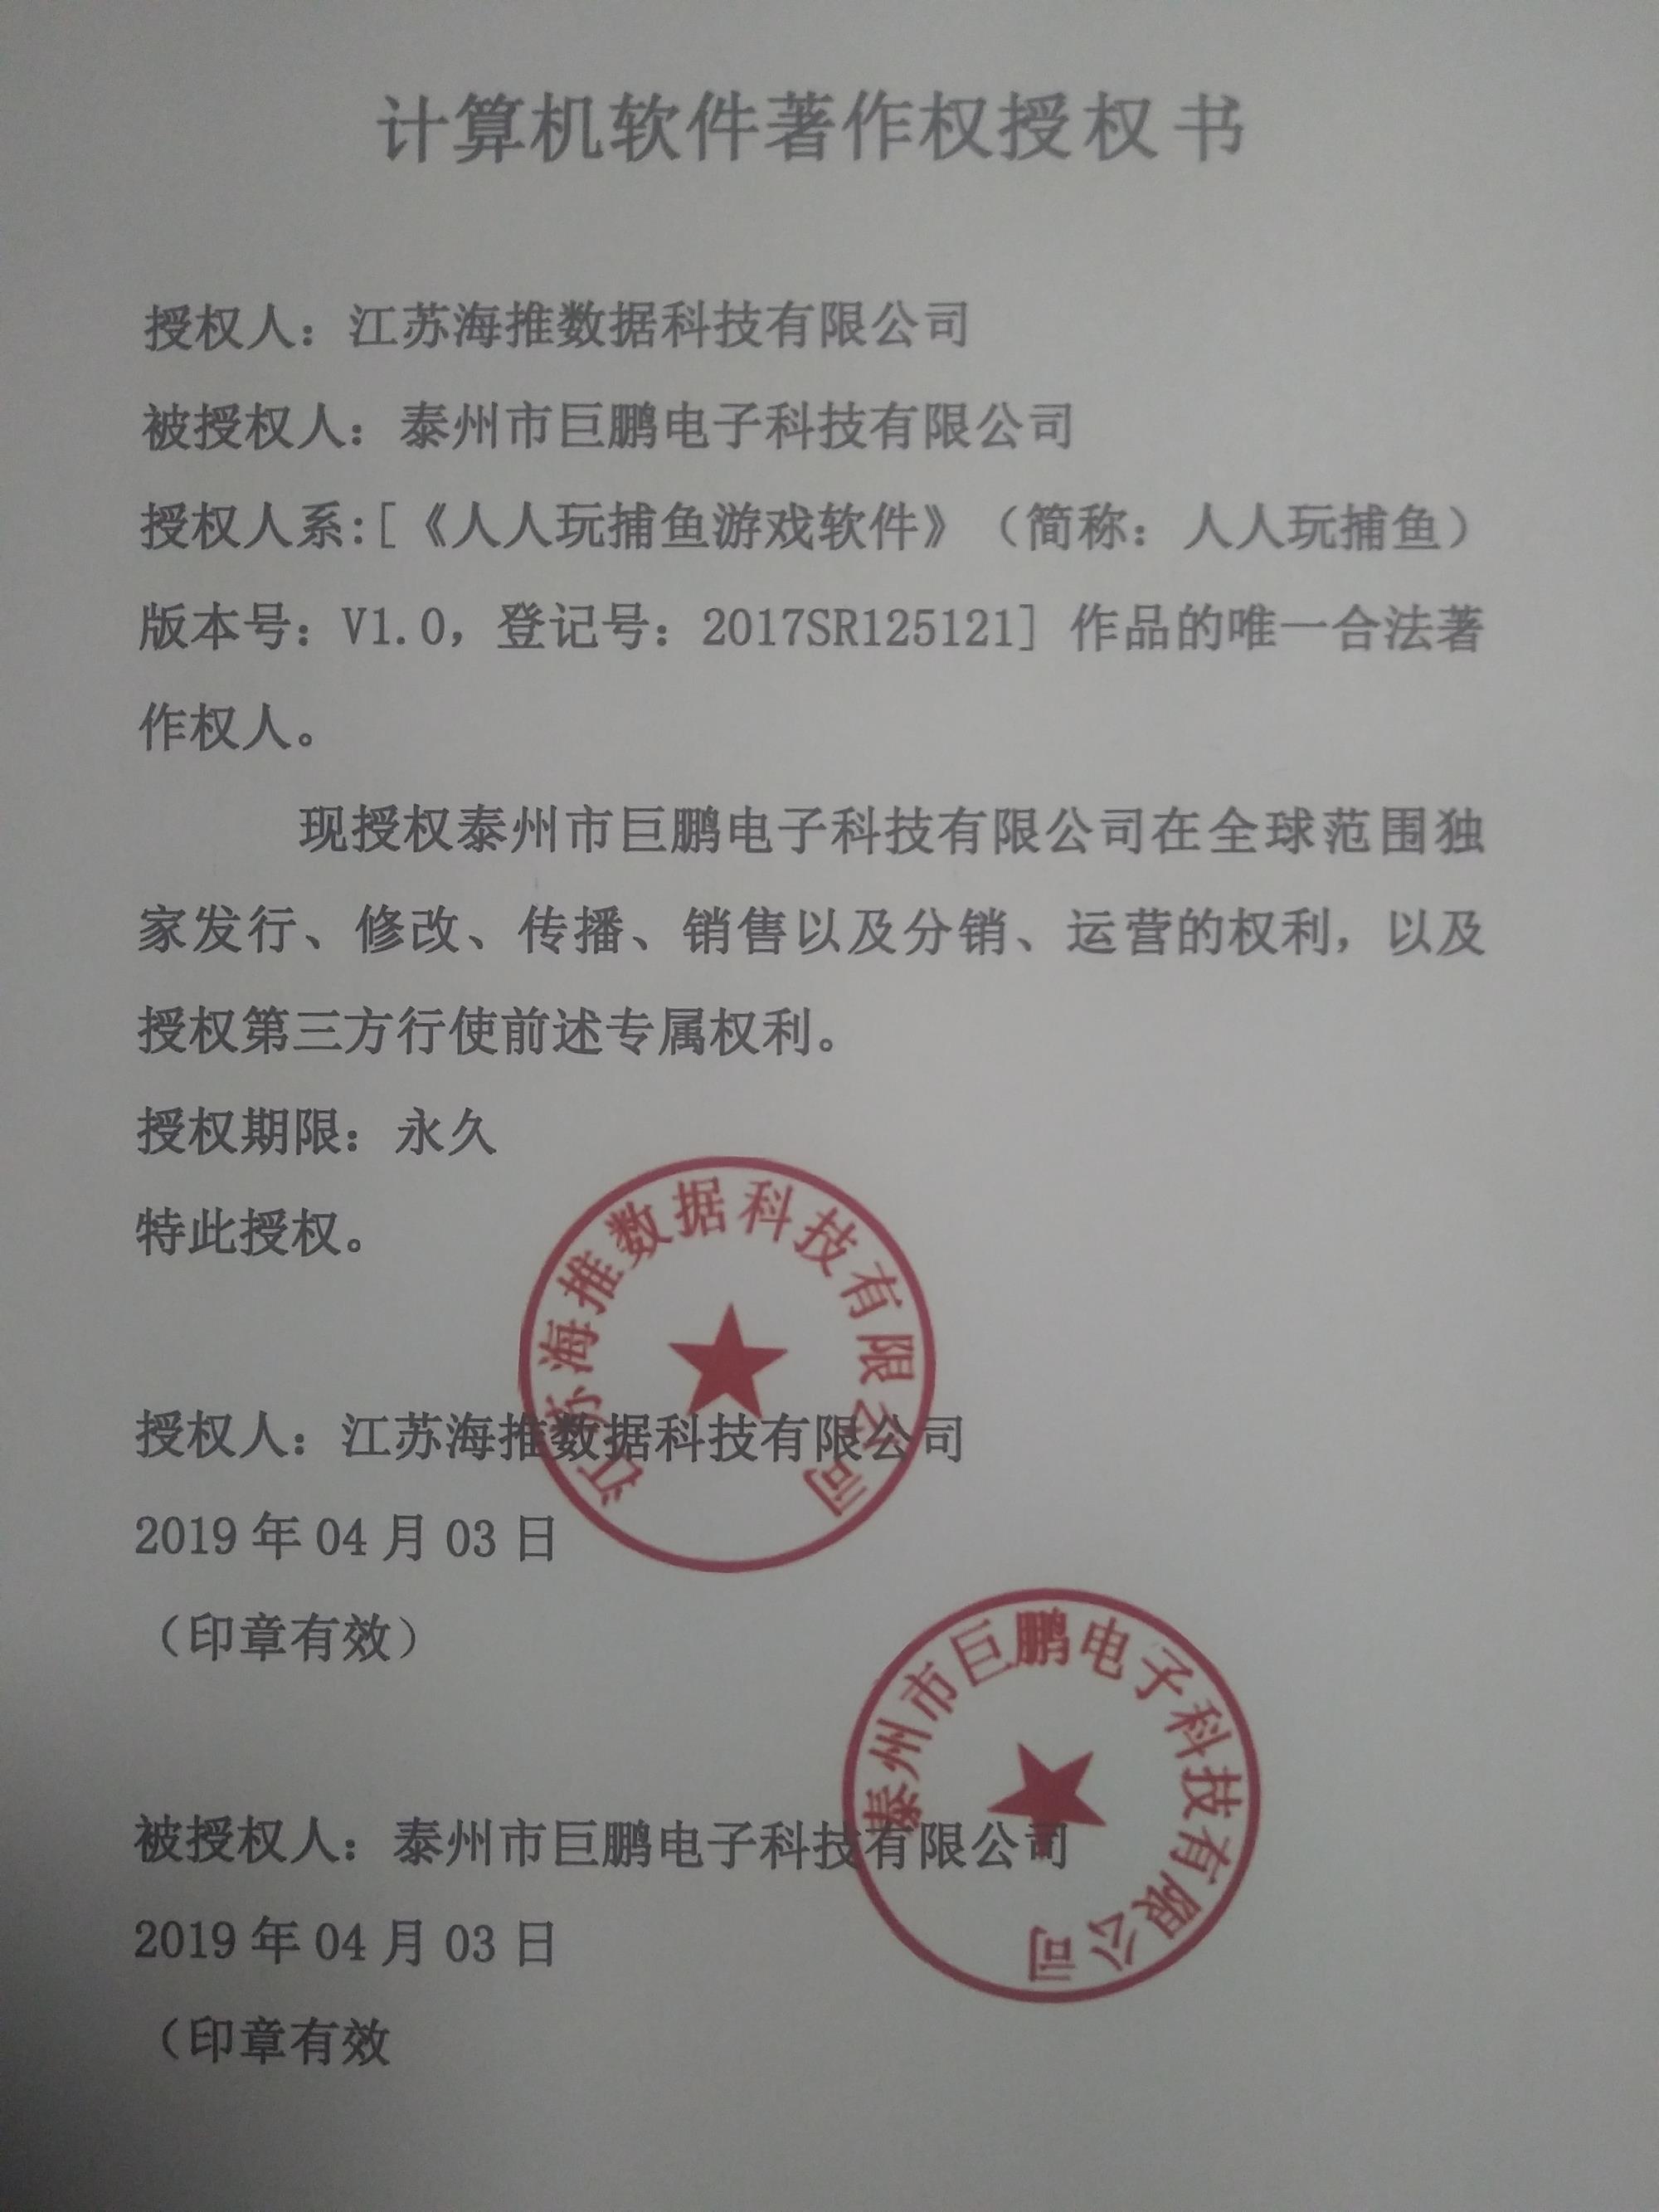 计算机软件著作权授权书
授权人：江苏海推数据科技有限公司
被授权人：泰州市巨鹏电子科技有限公司
授权人系:[《人人玩捕鱼游戏软件》（简称：人人玩捕鱼）
版本号：V1.0，登记号：2017SR125121] 作品的唯一合法著
作权人。
现授权泰州市巨鹏电子科技有限公司在全球范围独
家发行、修改、传播、销售以及分销、运营的权利，以及
授权第三方行使前述专属权利。
授权期限：永久
特此授权。
江苏海推数据科技有限公司
授权人：江苏海推数据科技有限公司
2019 年 04 月 03 日
（印章有效）
泰州市巨鹏电子科技有限公司
被授权人：泰州市巨鹏电子科技有限公司
2019 年 04 月 03 日
（印章有效